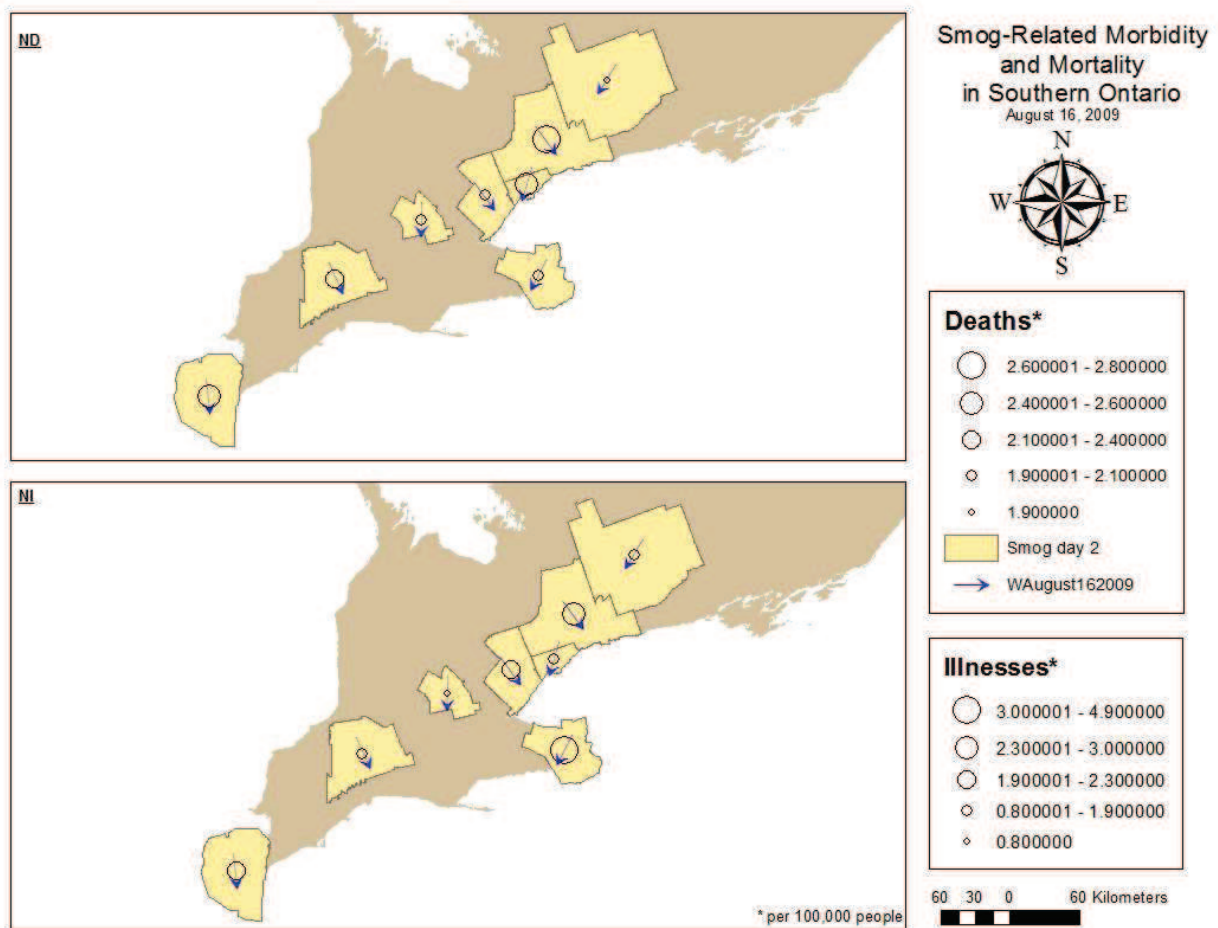 ND
NI
* per 100,000 people
Smog-Related Morbidity
and Mortality
in Southern Ontario
August 16, 2009
N
W E
S
Deaths*
2.600001 - 2.800000
2.400001 - 2.600000
2.100001 - 2.400000
1.900001 - 2.100000
1.900000
Smog day 2
WAugust162009
Illnesses*
3.000001 - 4.900000
2.300001 - 3.000000
1.900001 - 2.300000
0.800001 - 1.900000
0.800000
60 30 0 60 Kilometers